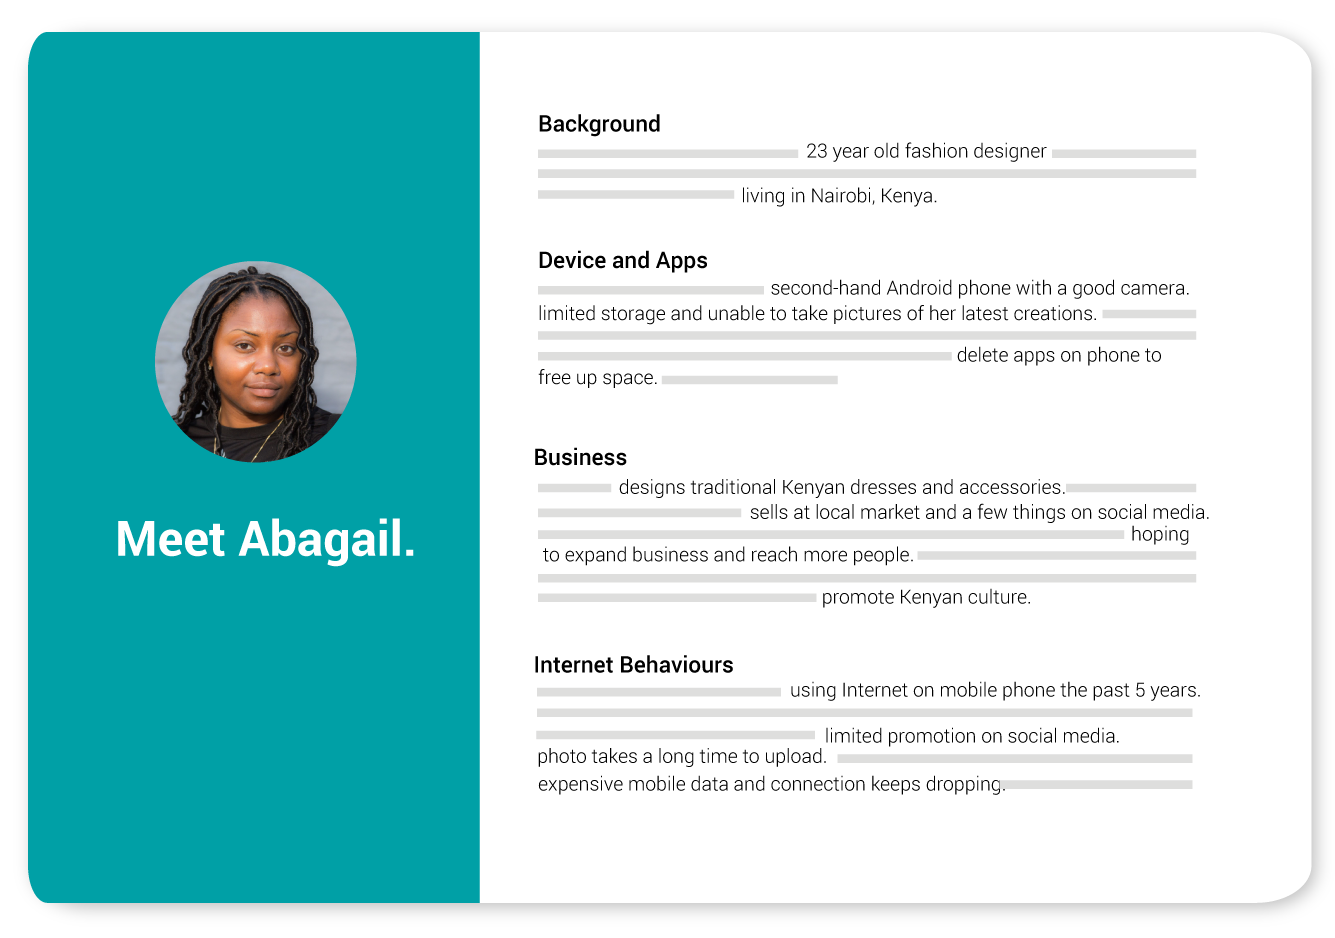 Meet Abagail.
Background
23 year old fashion designer
living in Nairobi, Kenya.
Device and Apps
second-hand Android phone with a good camera.
limited storage and unable to take pictures of her latest creations.
delete apps on phone to
free up space.
Business
designs traditional Kenyan dresses and accessories.
sells at local market and a few things on social media.
hoping
to expand business and reach more people.
promote Kenyan culture.
Internet Behaviours
using Internet on mobile phone the past 5 years.
limited promotion on social media.
photo takes a long time to upload.
expensive mobile data and connection keeps dropping.